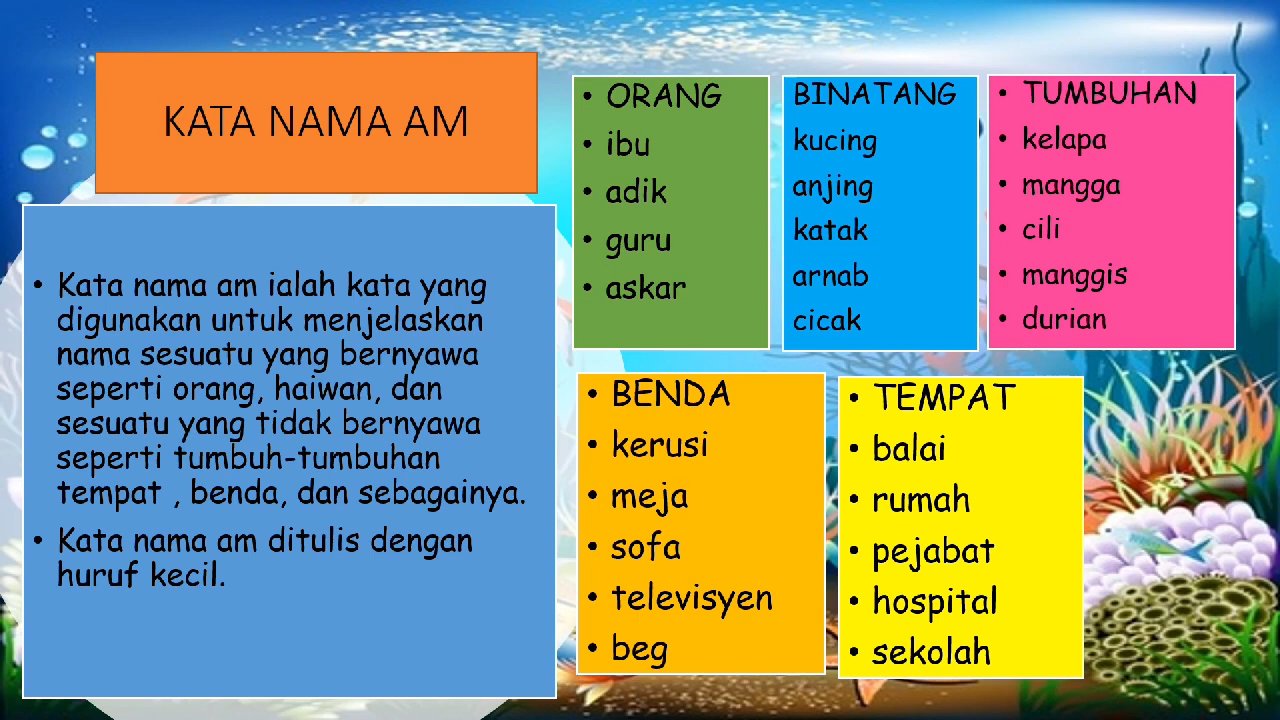 KATA NAMA AM
• Kata nama am ialah kata yang
digunakan untuk menjelaskan
nama sesuatu yang bernyawa
seperti orang, haiwan, dan
sesuatu yang tidak bernyawa
seperti tumbuh-tumbuhan
tempat , benda, dan sebagainya.
• Kata nama am ditulis dengan
huruf kecil.
• ORANG
• ibu
• adik
• guru
• askar
BINATANG
kucing
anjing
katak
arnab
cicak
• TUMBUHAN
• kelapa
• mangga
• cili
• manggis
• durian
• BENDA
• kerusi
• meja
• sofa
• televisyen
• beg
• TEMPAT
• balai
• rumah
• pejabat
• hospital
• sekolah